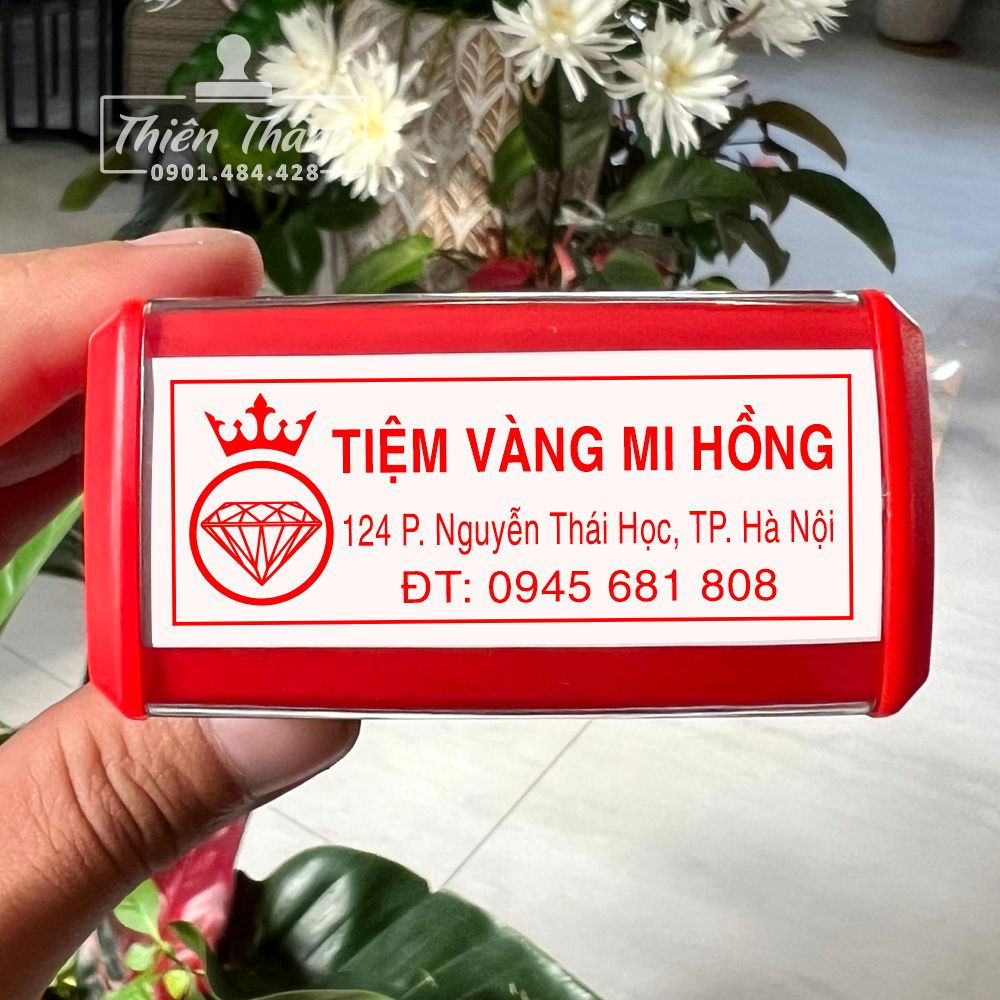 Thiên Thành
0901.484.428
TIỆM VÀNG MI HỒNG
124 P. Nguyễn Thái Học, TP. Hà Nội
ĐT: 0945 681 808